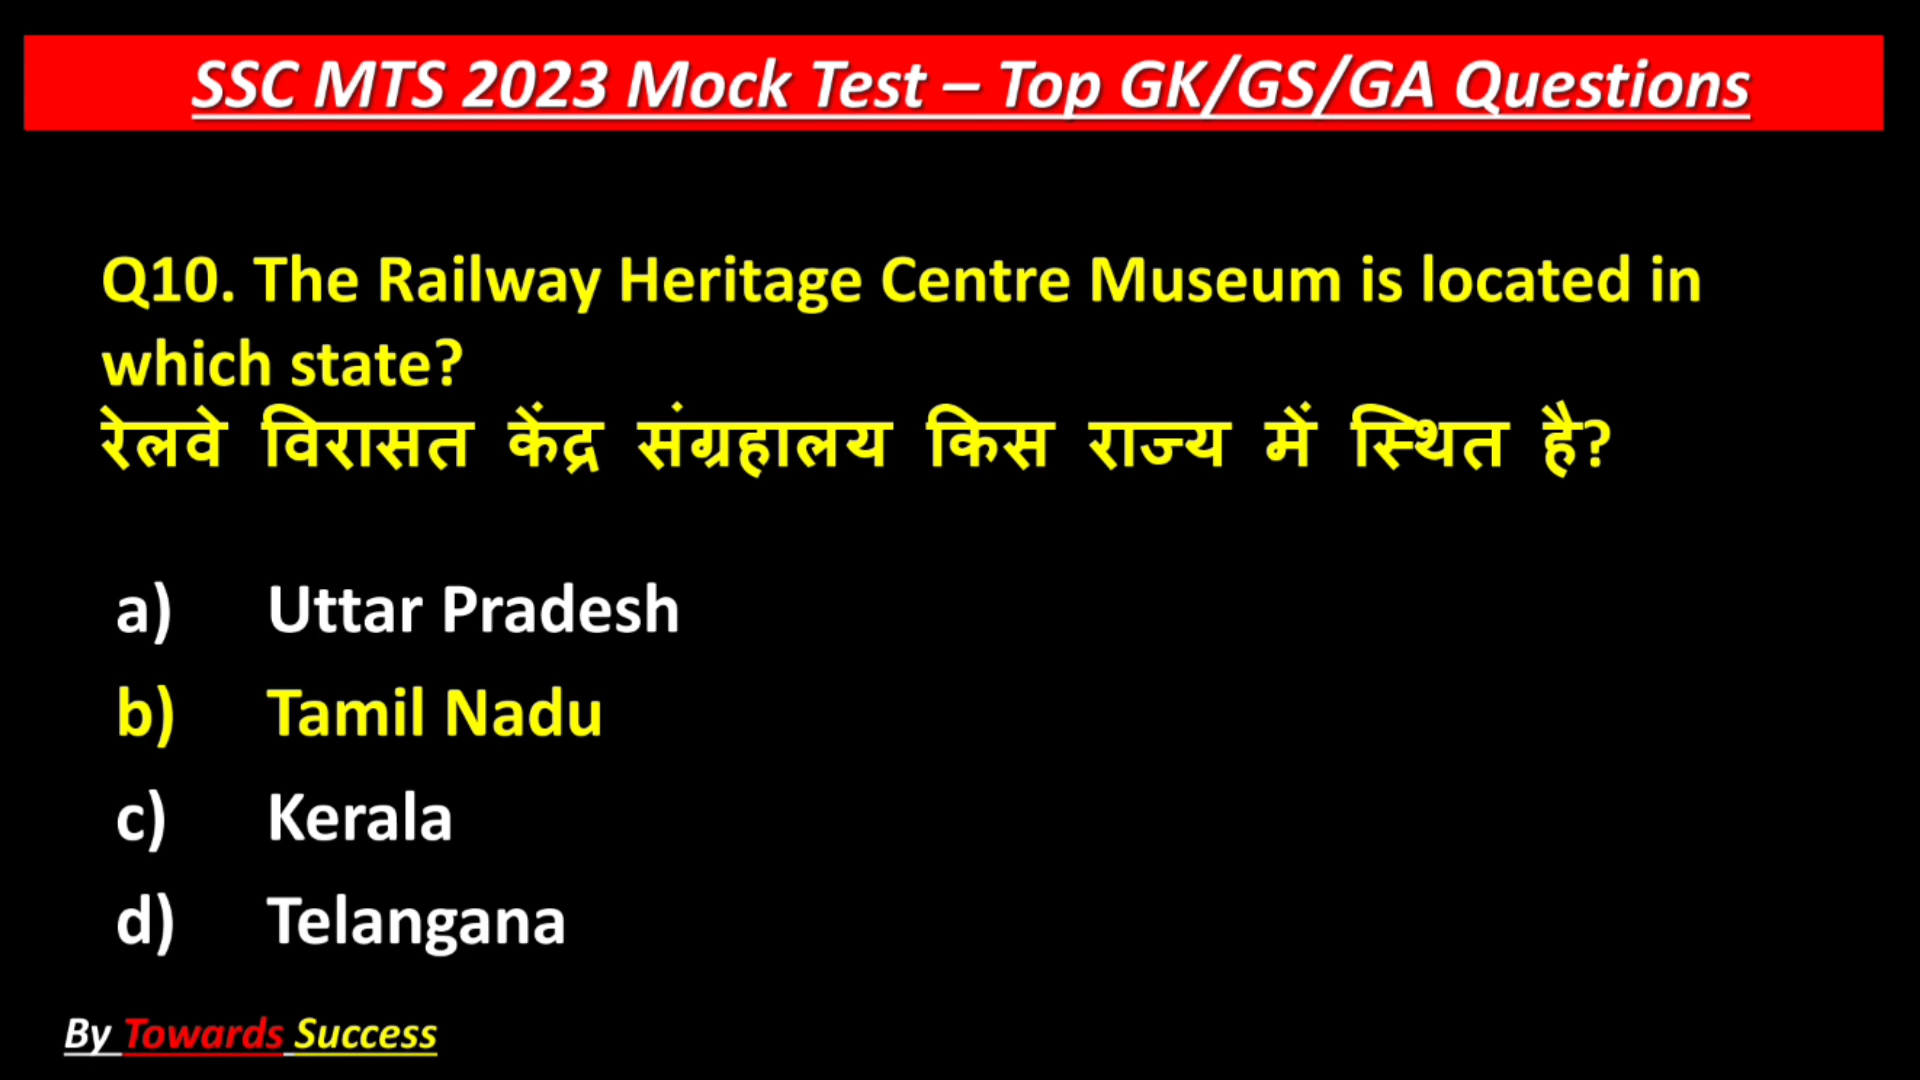 SSC MTS 2023 Mock Test – Top GK/GS/GA Questions
Q10. The Railway Heritage Centre Museum is located in
which state?
रेलवे विरासत केंद्र संग्रहालय किस राज्य में स्थित है?
a) Uttar Pradesh
b) Tamil Nadu
c) Kerala
d) Telangana
By Towards Success